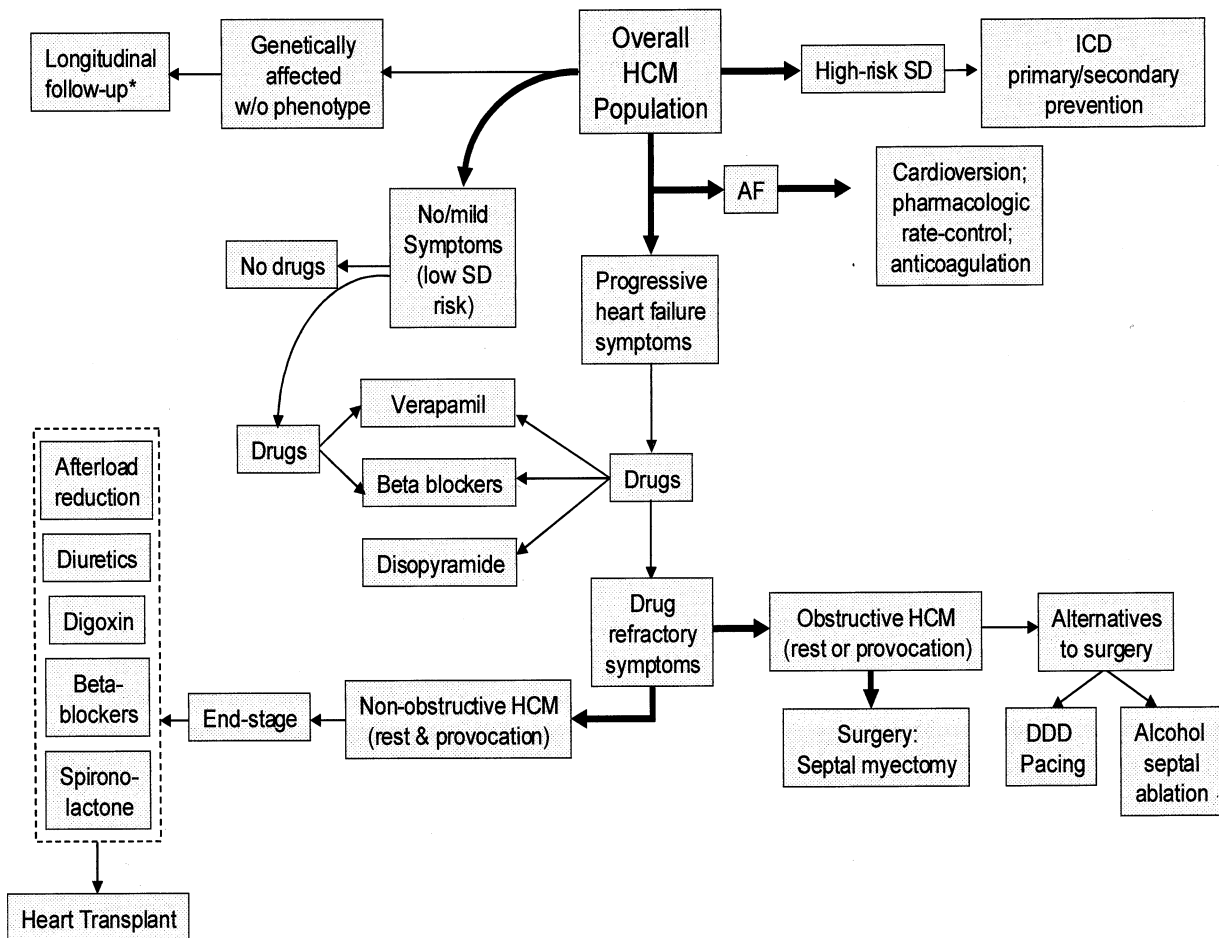 Longitudinal
follow-up*
Genetically
affected
w/o phenotype
Overall
HCM
Population
High-risk SD
ICD
primary/secondary
prevention
AF
Cardioversion;
pharmacologic
rate-control;
anticoagulation
No/mild
Symptoms
(low SD
risk)
No drugs
Progressive
heart failure
symptoms
Verapamil
Drugs
Beta blockers
Drugs
Disopyramide
Afterload
reduction
Diuretics
Digoxin
Beta-
blockers
Spirono-
lactone
Drug
refractory
symptoms
Obstructive HCM
(rest or provocation)
Alternatives
to surgery
End-stage
Non-obstructive HCM
(rest & provocation)
Surgery:
Septal myectomy
DDD
Pacing
Alcohol
septal
ablation
Heart Transplant